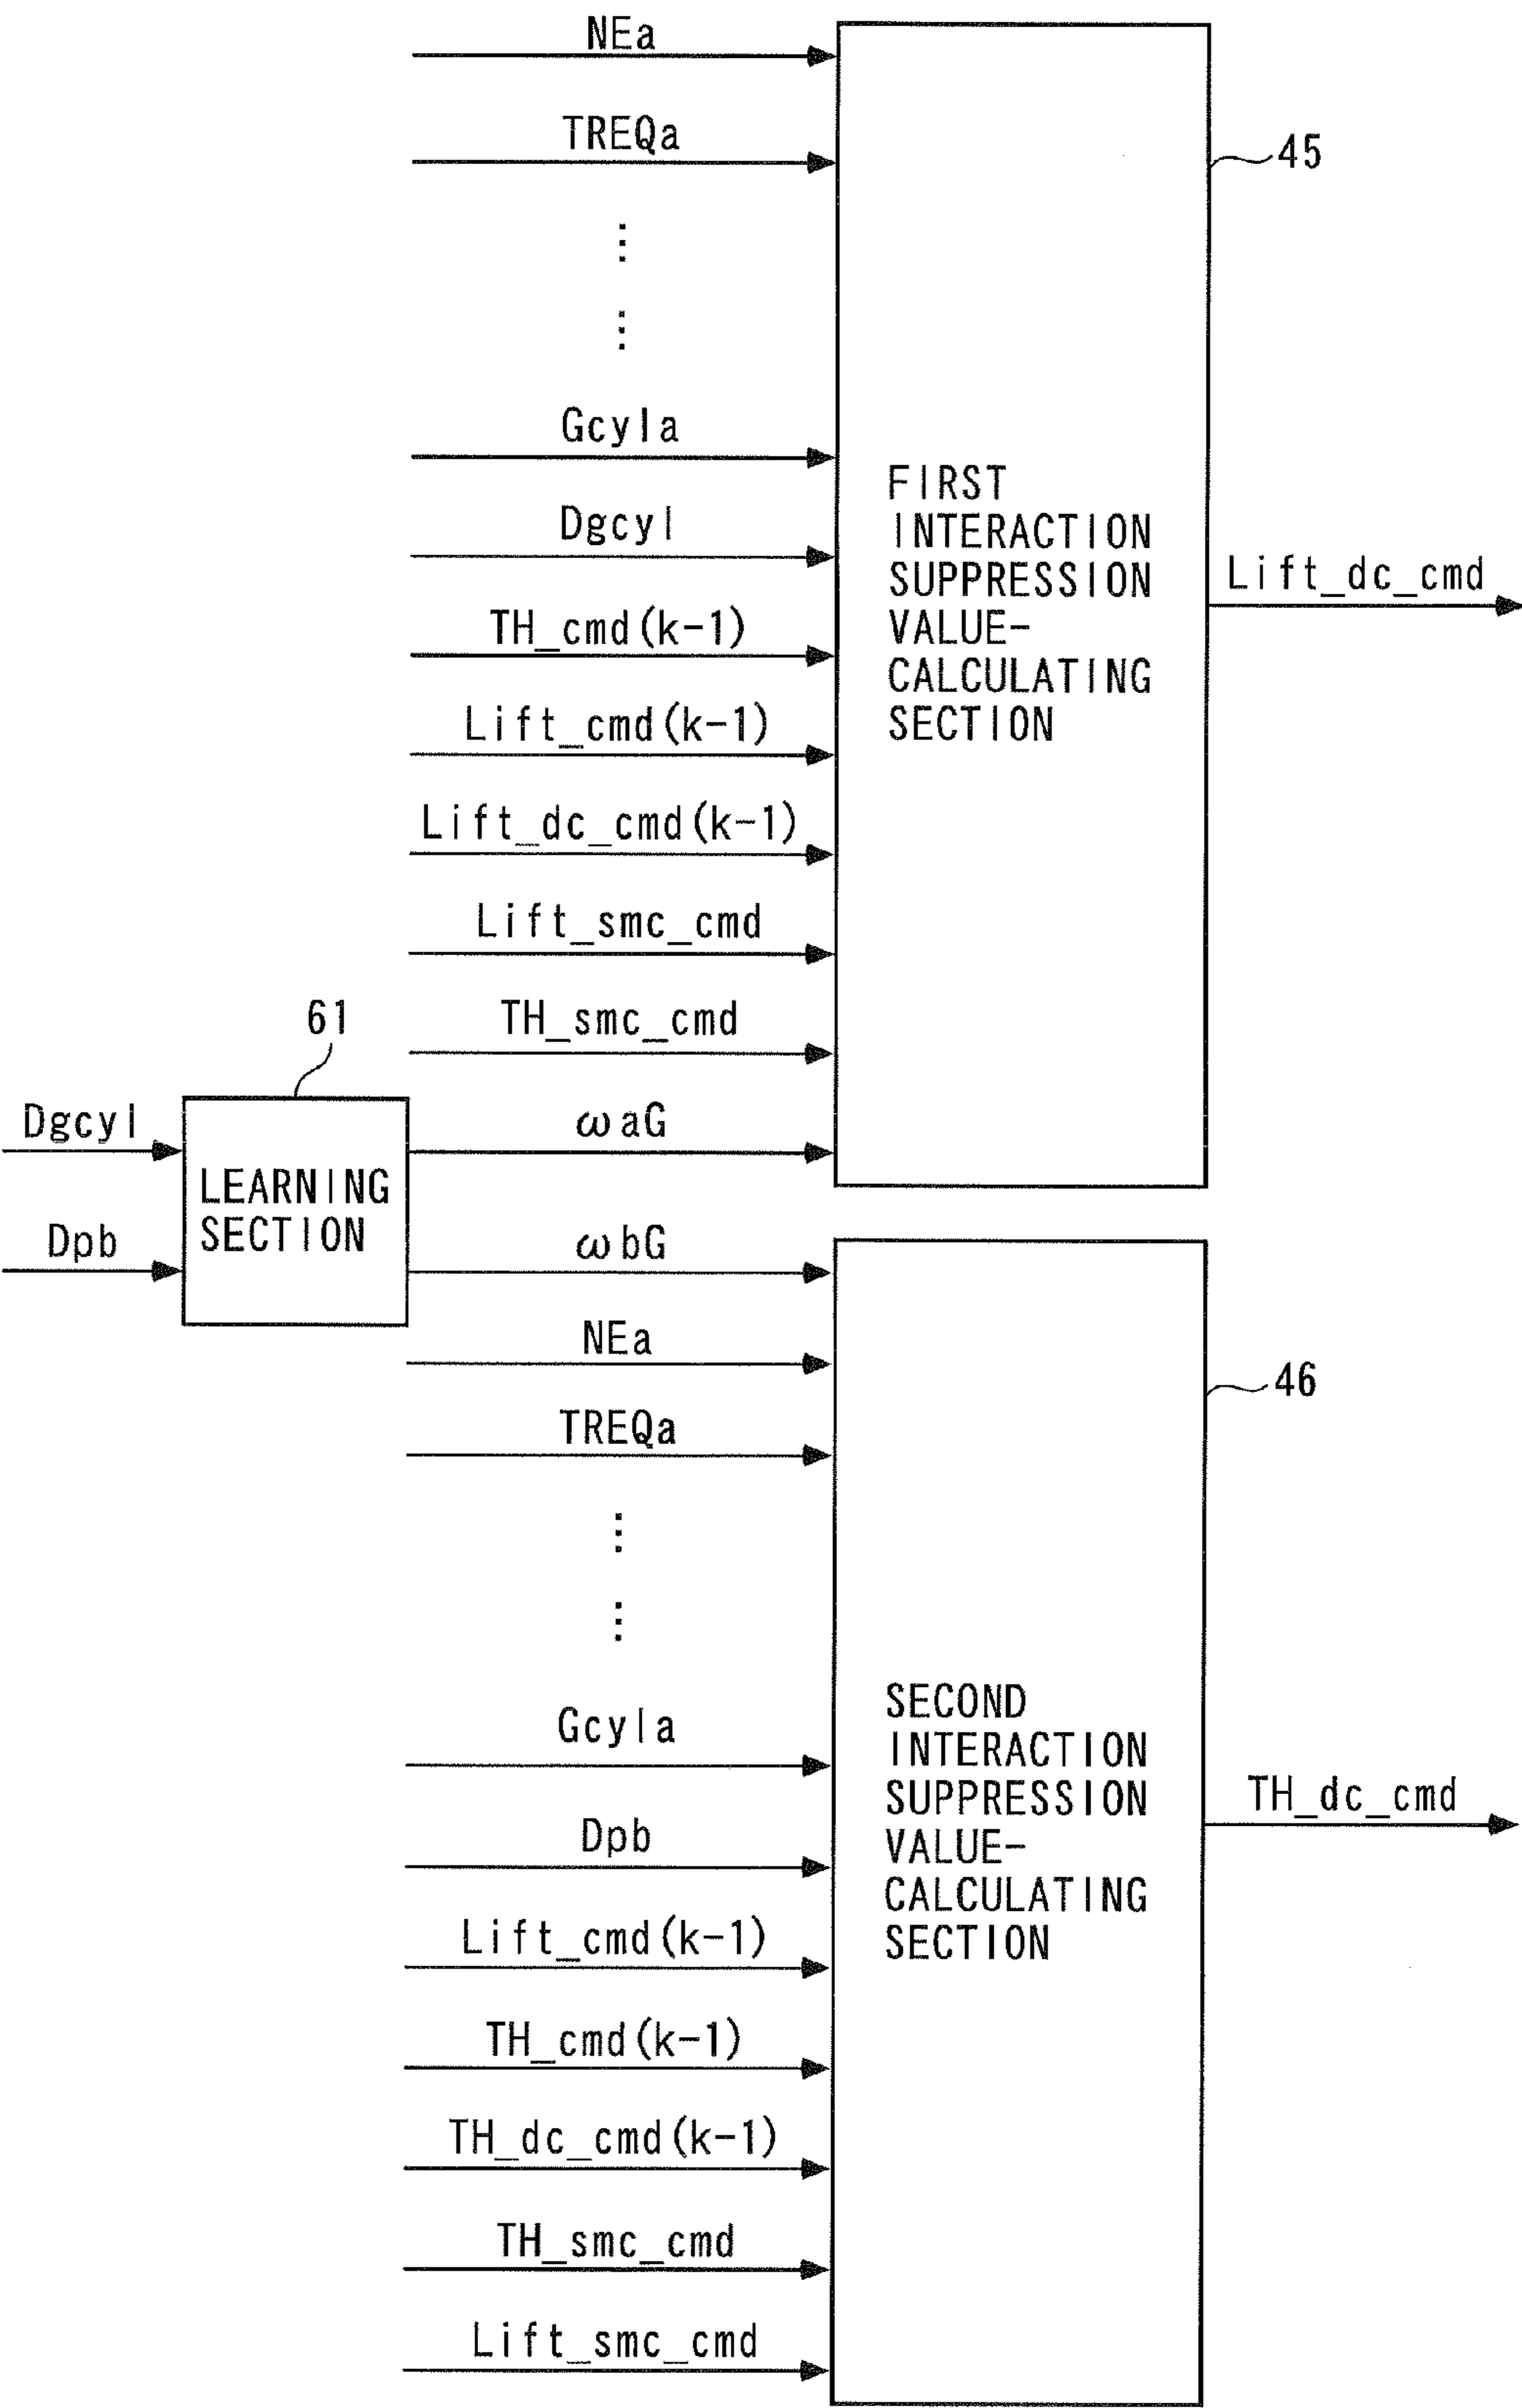 NEa
TREQa
45
⋮
⋮
Gcyla
FIRST
INTERACTION
SUPPRESSION
VALUE-
CALCULATING
SECTION
Dgcyl
Lift_dc_cmd
TH_cmd(k-1)
Lift_cmd(k-1)
Lift_dc_cmd(k-1)
Lift_smc_cmd
61
TH_smc_cmd
Dgcyl
ωaG
LEARNING
SECTION
Dpb
ωbG
NEa
46
TREQa
⋮
⋮
Gcyla
SECOND
INTERACTION
SUPPRESSION
VALUE-
CALCULATING
SECTION
TH_dc_cmd
Dpb
Lift_cmd(k-1)
TH_cmd(k-1)
TH_dc_cmd(k-1)
TH_smc_cmd
Lift_smc_cmd